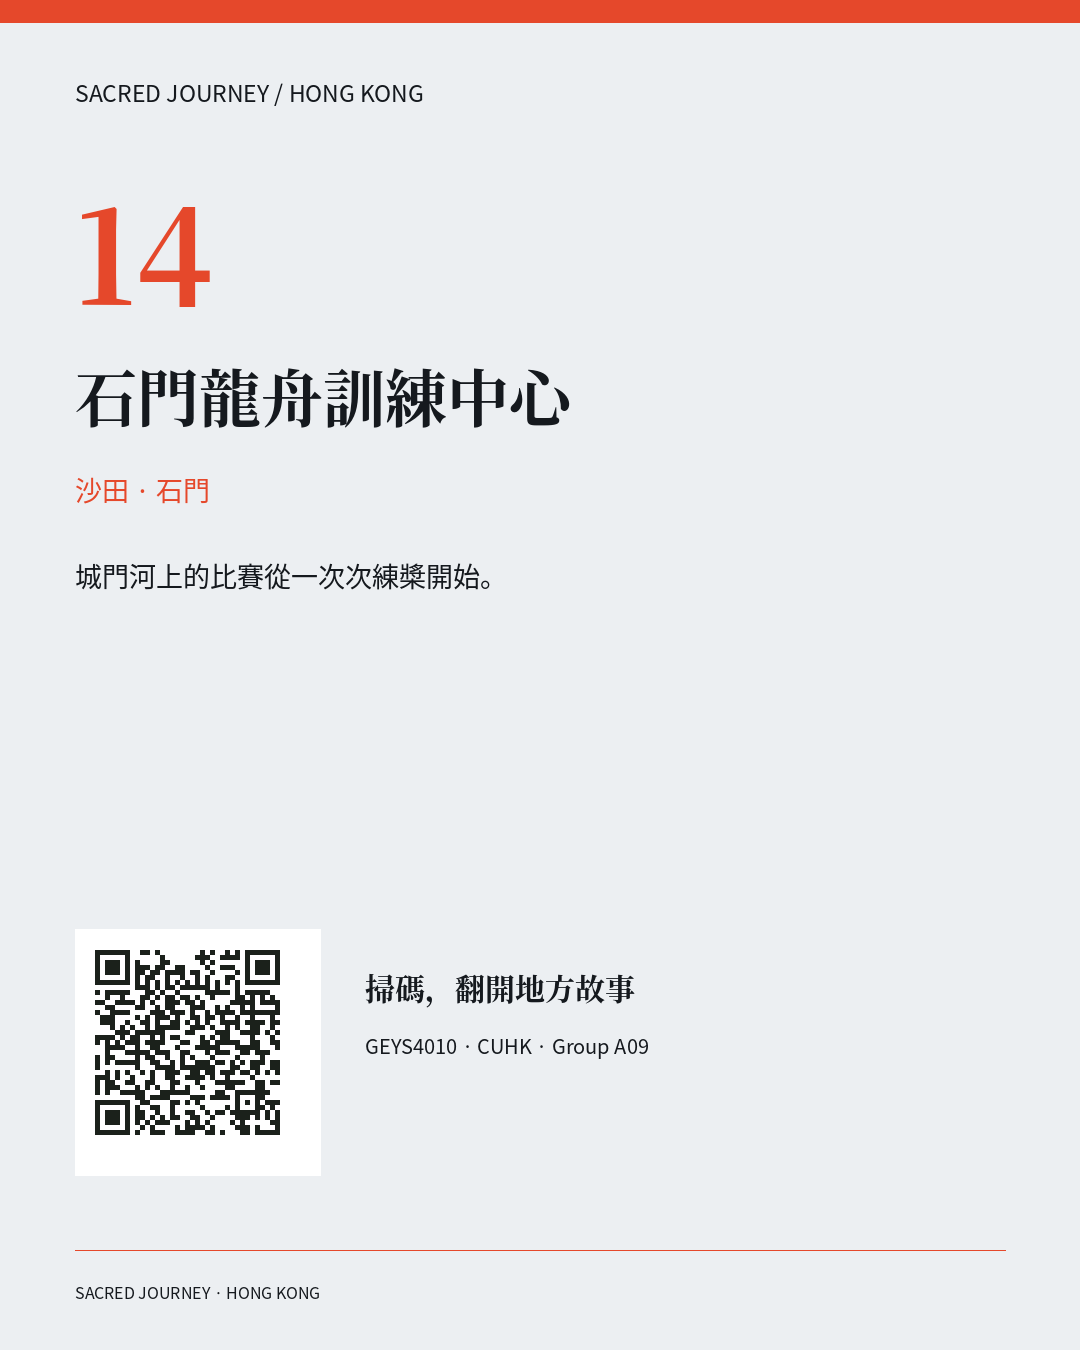 SACRED JOURNEY / HONG KONG
14
石門龍舟訓練中心
沙田 · 石門
城門河上的比賽從一次次練槳開始。
掃碼，翻開地方故事
GEYS4010 · CUHK · Group A09
SACRED JOURNEY · HONG KONG